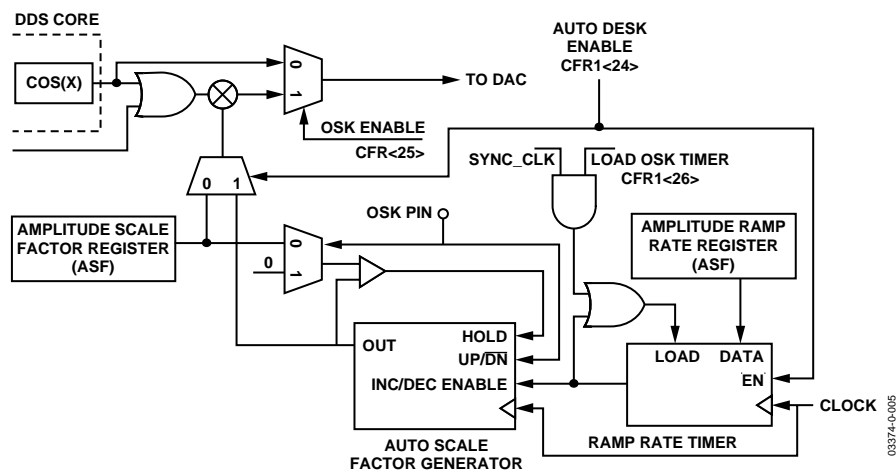 DDS CORE
COS(X)
0
1
TO DAC
OSK ENABLE
CFR<25>
AUTO DESK
ENABLE
CFR1<24>
SYNC_CLK
LOAD OSK TIMER
CFR1<26>
0 1
OSK PIN
AMPLITUDE SCALE
FACTOR REGISTER
(ASF)
0
1
0
AMPLITUDE RAMP
RATE REGISTER
(ASF)
OUT
HOLD
UP/DN
INC/DEC ENABLE
AUTO SCALE
FACTOR GENERATOR
LOAD DATA
EN
CLOCK
RAMP RATE TIMER
03374-0-005